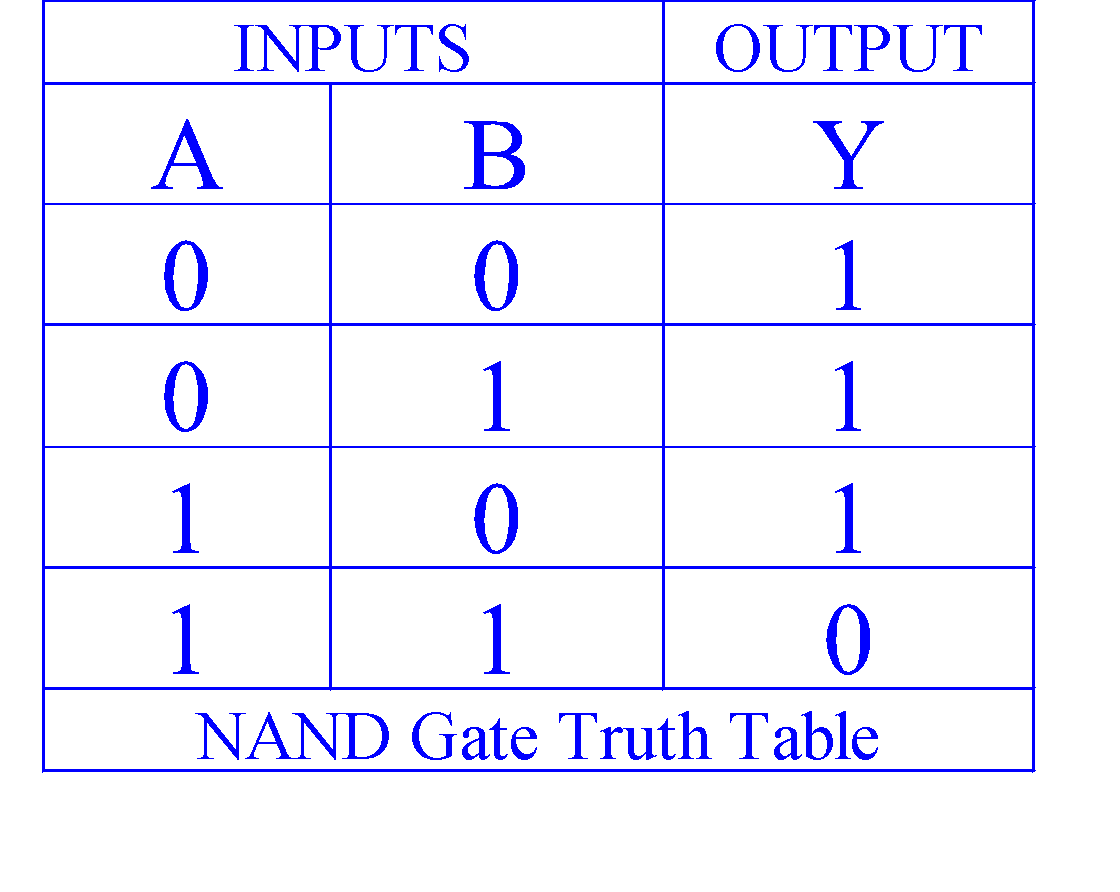 INPUTS OUTPUT
A B Y
0 0 1
0 1 1
1 0 1
1 1 0
NAND Gate Truth Table